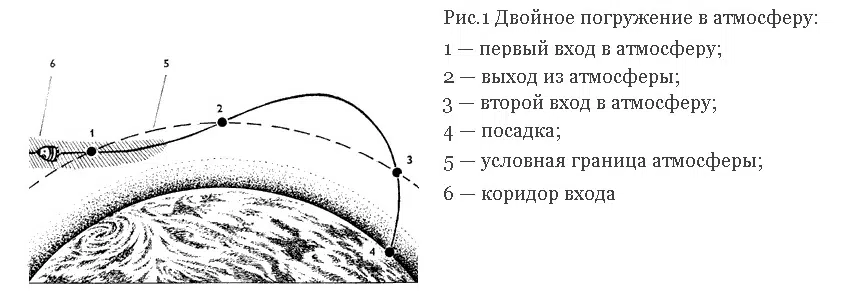 Рис.1 Двойное погружение в атмосферу:
1 — первый вход в атмосферу;
2 — выход из атмосферы;
3 — второй вход в атмосферу;
4 — посадка;
5 — условная граница атмосферы;
6 — коридор входа
6
5
2
1
3
4